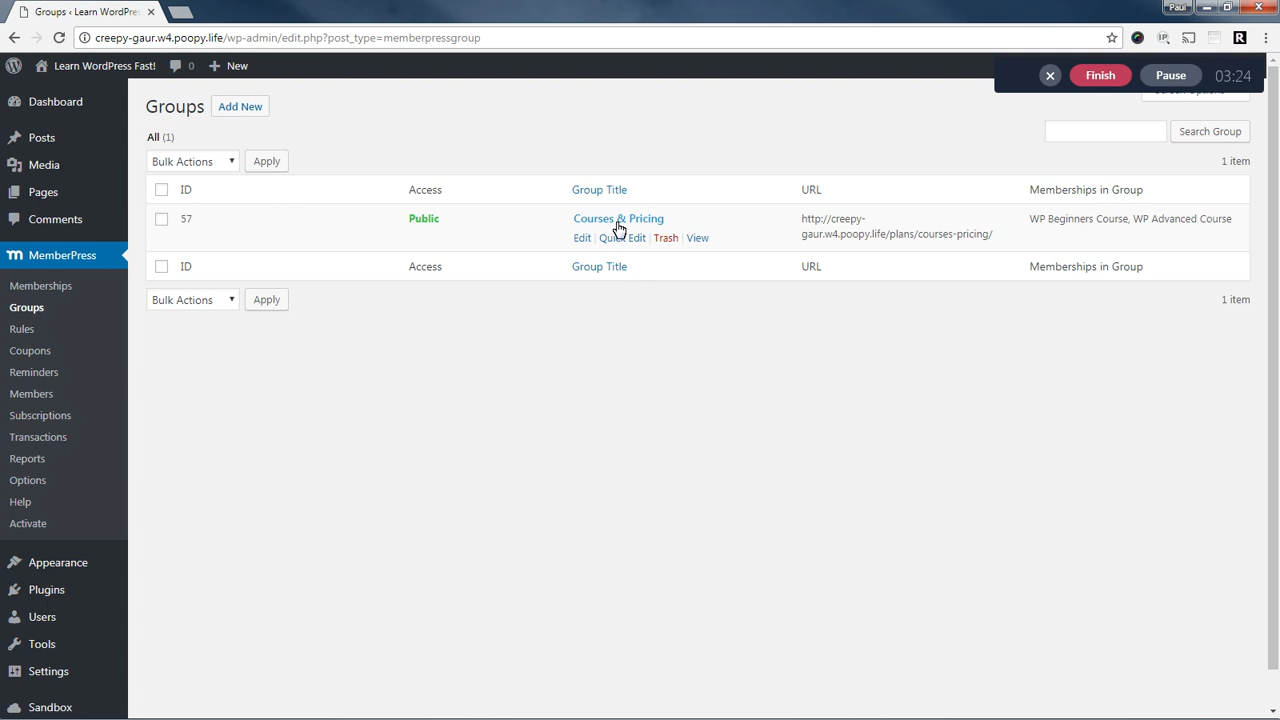 Groups ‹ Learn WordPres
Paul
creepy-gaur.w4.poopy.life/wp-admin/edit.php?post_type=memberpressgroup
Learn WordPress Fast! 0 New
Finish Pause 03:24
Dashboard
Posts
Media
Pages
Comments
MemberPress
Memberships
Groups
Rules
Coupons
Reminders
Members
Subscriptions
Transactions
Reports
Options
Help
Activate
Appearance
Plugins
Users
Tools
Settings
Sandbox
Groups Add New
All (1)
Search Group
Bulk Actions Apply 1 item
ID Access Group Title URL Memberships in Group
57 Public Courses & Pricing http://creepy- WP Beginners Course, WP Advanced Course
gaur.w4.poopy.life/plans/courses-pricing/
Edit | Quick Edit | Trash | View
ID Access Group Title URL Memberships in Group
Bulk Actions Apply 1 item